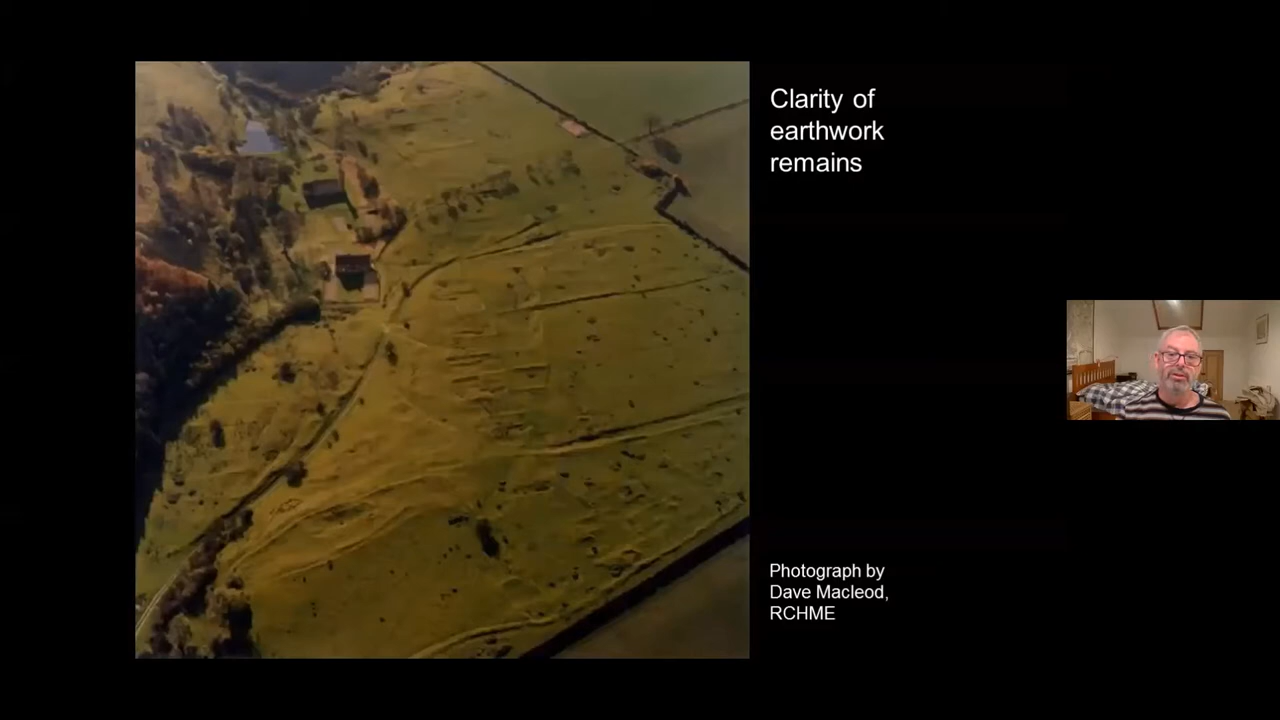 Clarity of
earthwork
remains
Photograph by
Dave Macleod,
RCHME